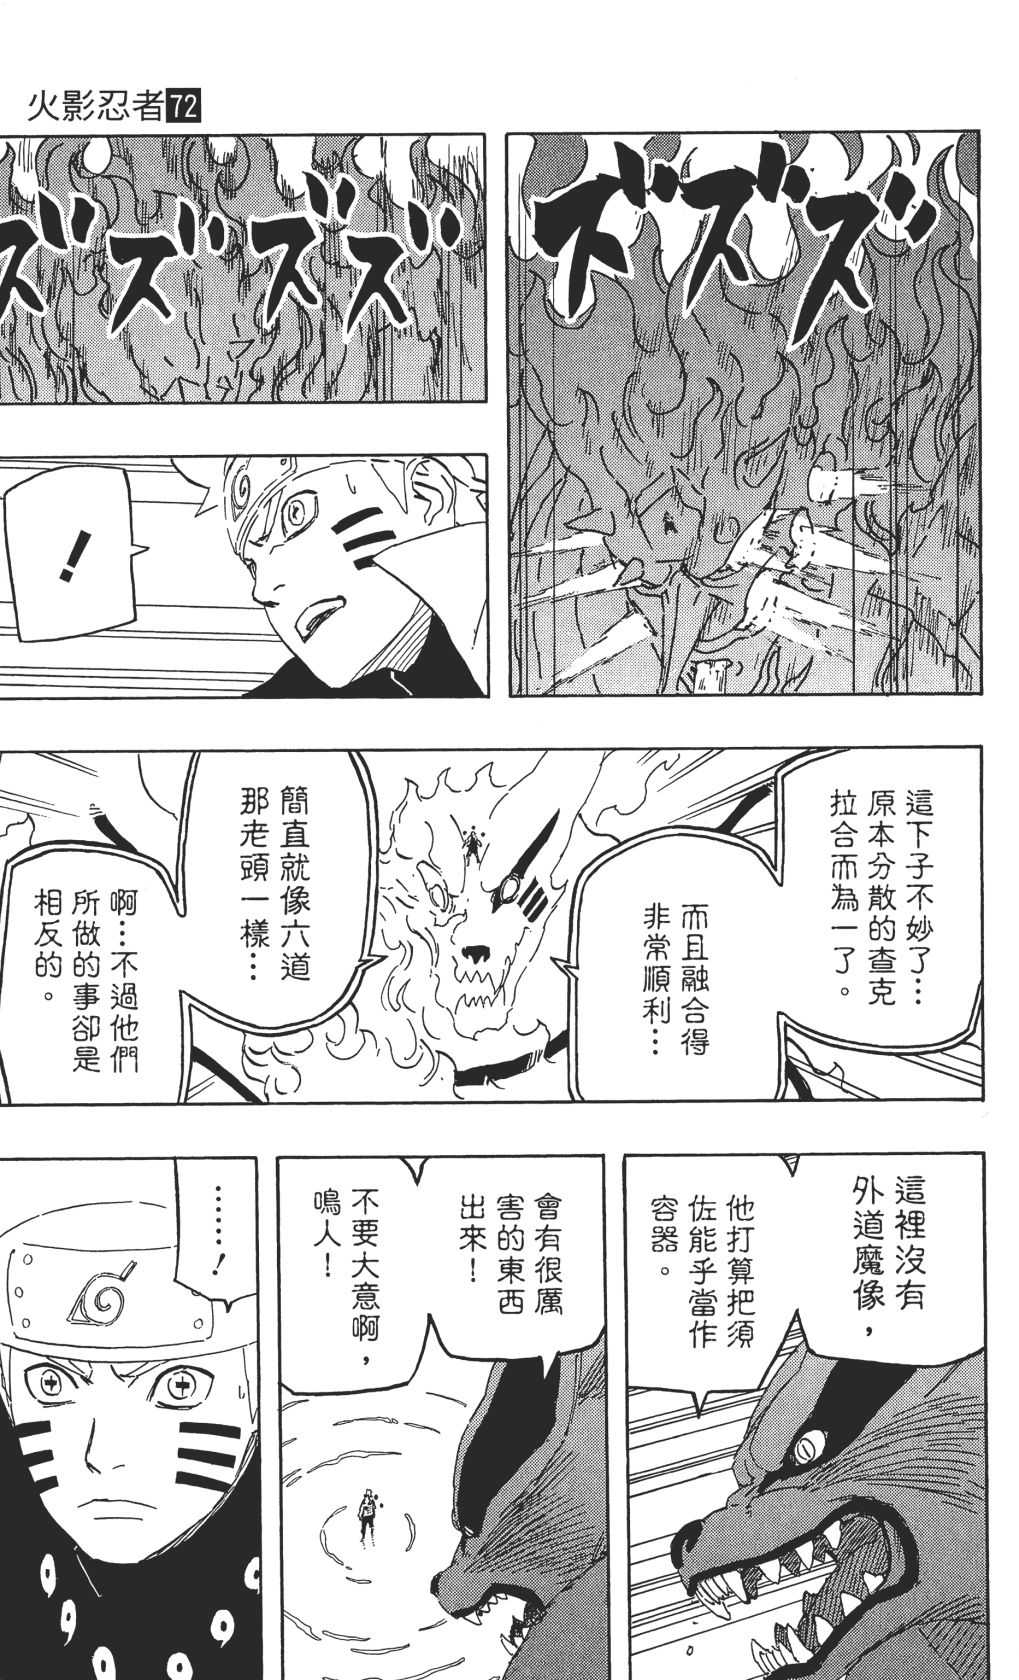 火影忍者72
ズズズ
ズズズズ
！
這下子不妙了…
原本分散的查克
拉合而為一了。
而且融合得
非常順利…
簡直就像六道
那老頭一樣…
啊…不過他們
所做的事卻是
相反的。
這裡沒有
外道魔像，
他打算把須
佐能乎當作
容器。
會有很厲
害的東西
出來！
不要大意啊，
鳴人！
……！